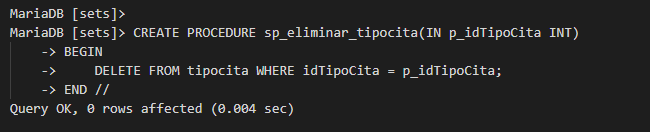 MariaDB [sets]>
MariaDB [sets]> CREATE PROCEDURE sp_eliminar_tipocita(IN p_idTipoCita INT)
    -> BEGIN
    ->     DELETE FROM tipocita WHERE idTipoCita = p_idTipoCita;
    -> END //
Query OK, 0 rows affected (0.004 sec)